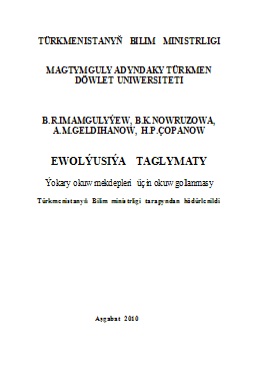 TÜRKMENISTANYŇ BILIM MINISTRLIGI
MAGTYMGULY ADYNDAKY TÜRKMEN
DÖWLET UNIWERSITETI
B.R.IMAMGULYÝEW, B.K.NOWRUZOWA,
A.M.GELDIHANOW, H.P.ÇOPANOW
EWOLÝUSIÝA TAGLYMATY
Ýokary okuw mekdepleri üçin okuw gollanmasy
Türkmenistanyň Bilim ministrligi tarapyndan hödürlenildi
Aşgabat 2010